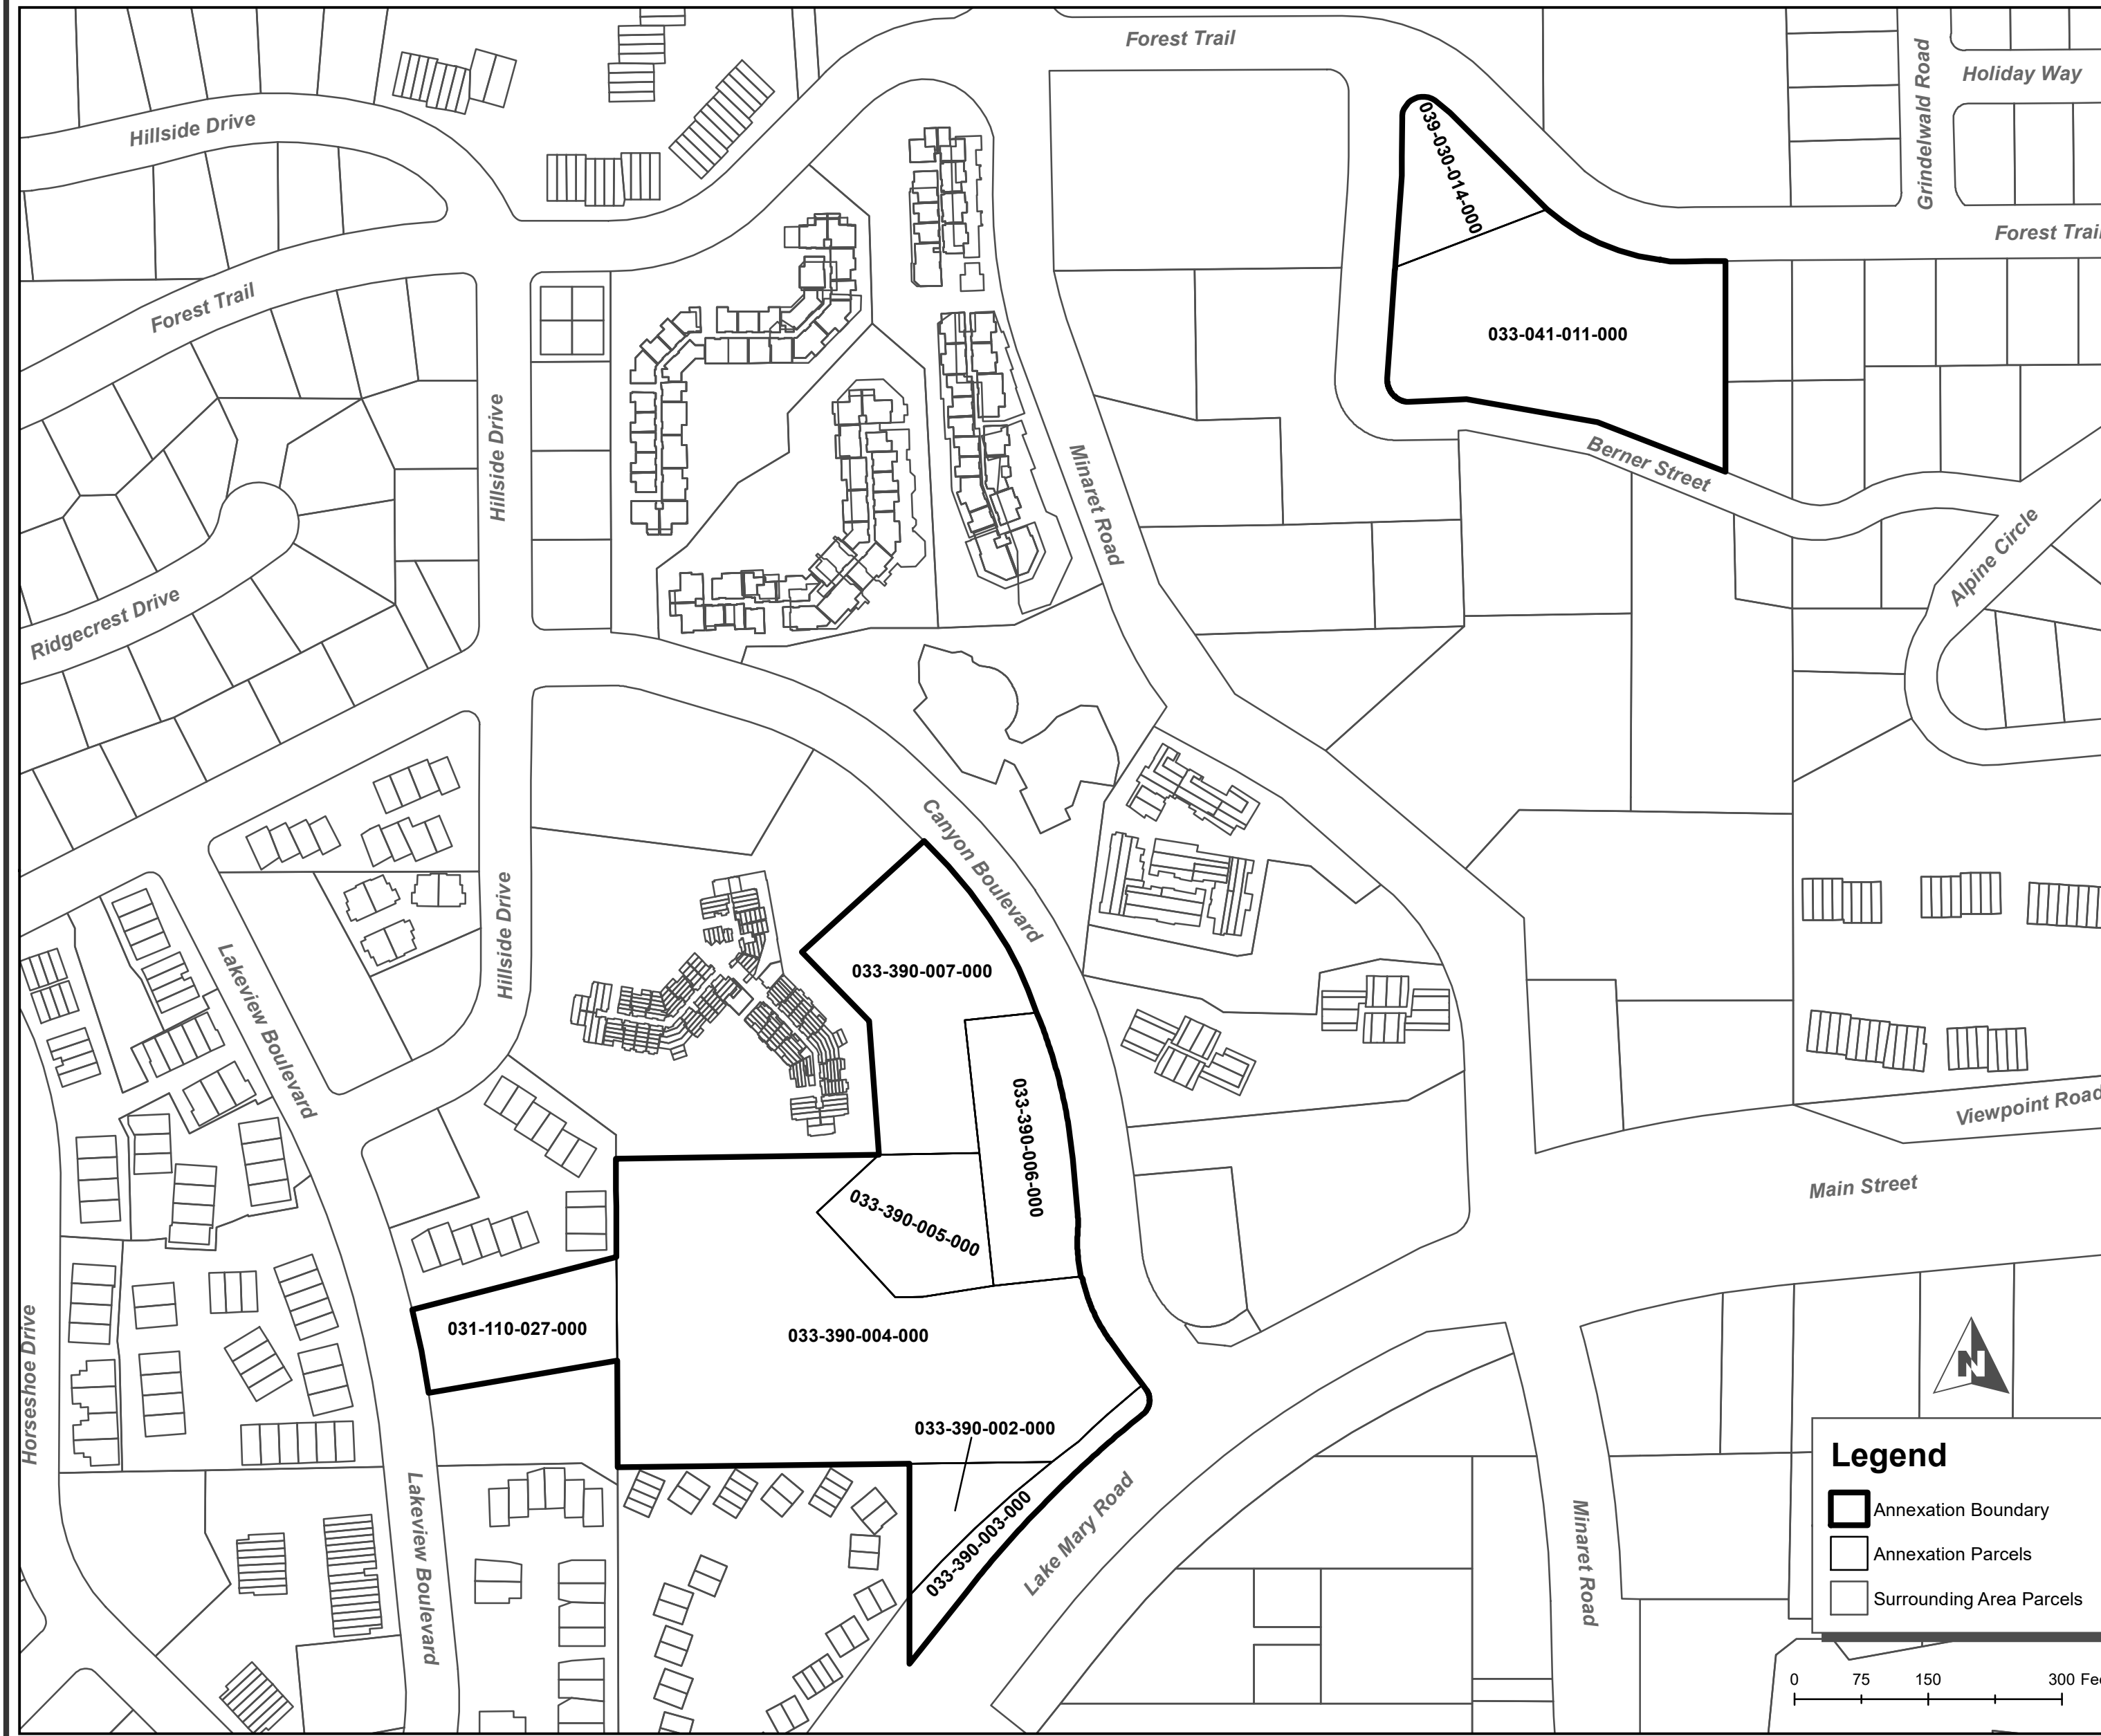 Forest Trail
Holiday Way
Grindelwald Road
Hillside Drive
039-030-014-000
Forest Trail
Forest Trail
033-041-011-000
Hillside Drive
Minaret Road
Berner Street
Alpine Circle
Ridgecrest Drive
Canyon Boulevard
Hillside Drive
Lakeview Boulevard
033-390-007-000
033-390-006-000
Viewpoint Road
Main Street
033-390-005-000
031-110-027-000
033-390-004-000
Horseshoe Drive
N
033-390-002-000
Legend
Annexation Boundary
Annexation Parcels
Surrounding Area Parcels
033-390-003-000
Lake Mary Road
Minaret Road
Lakeview Boulevard
0 75 150 300 Fee